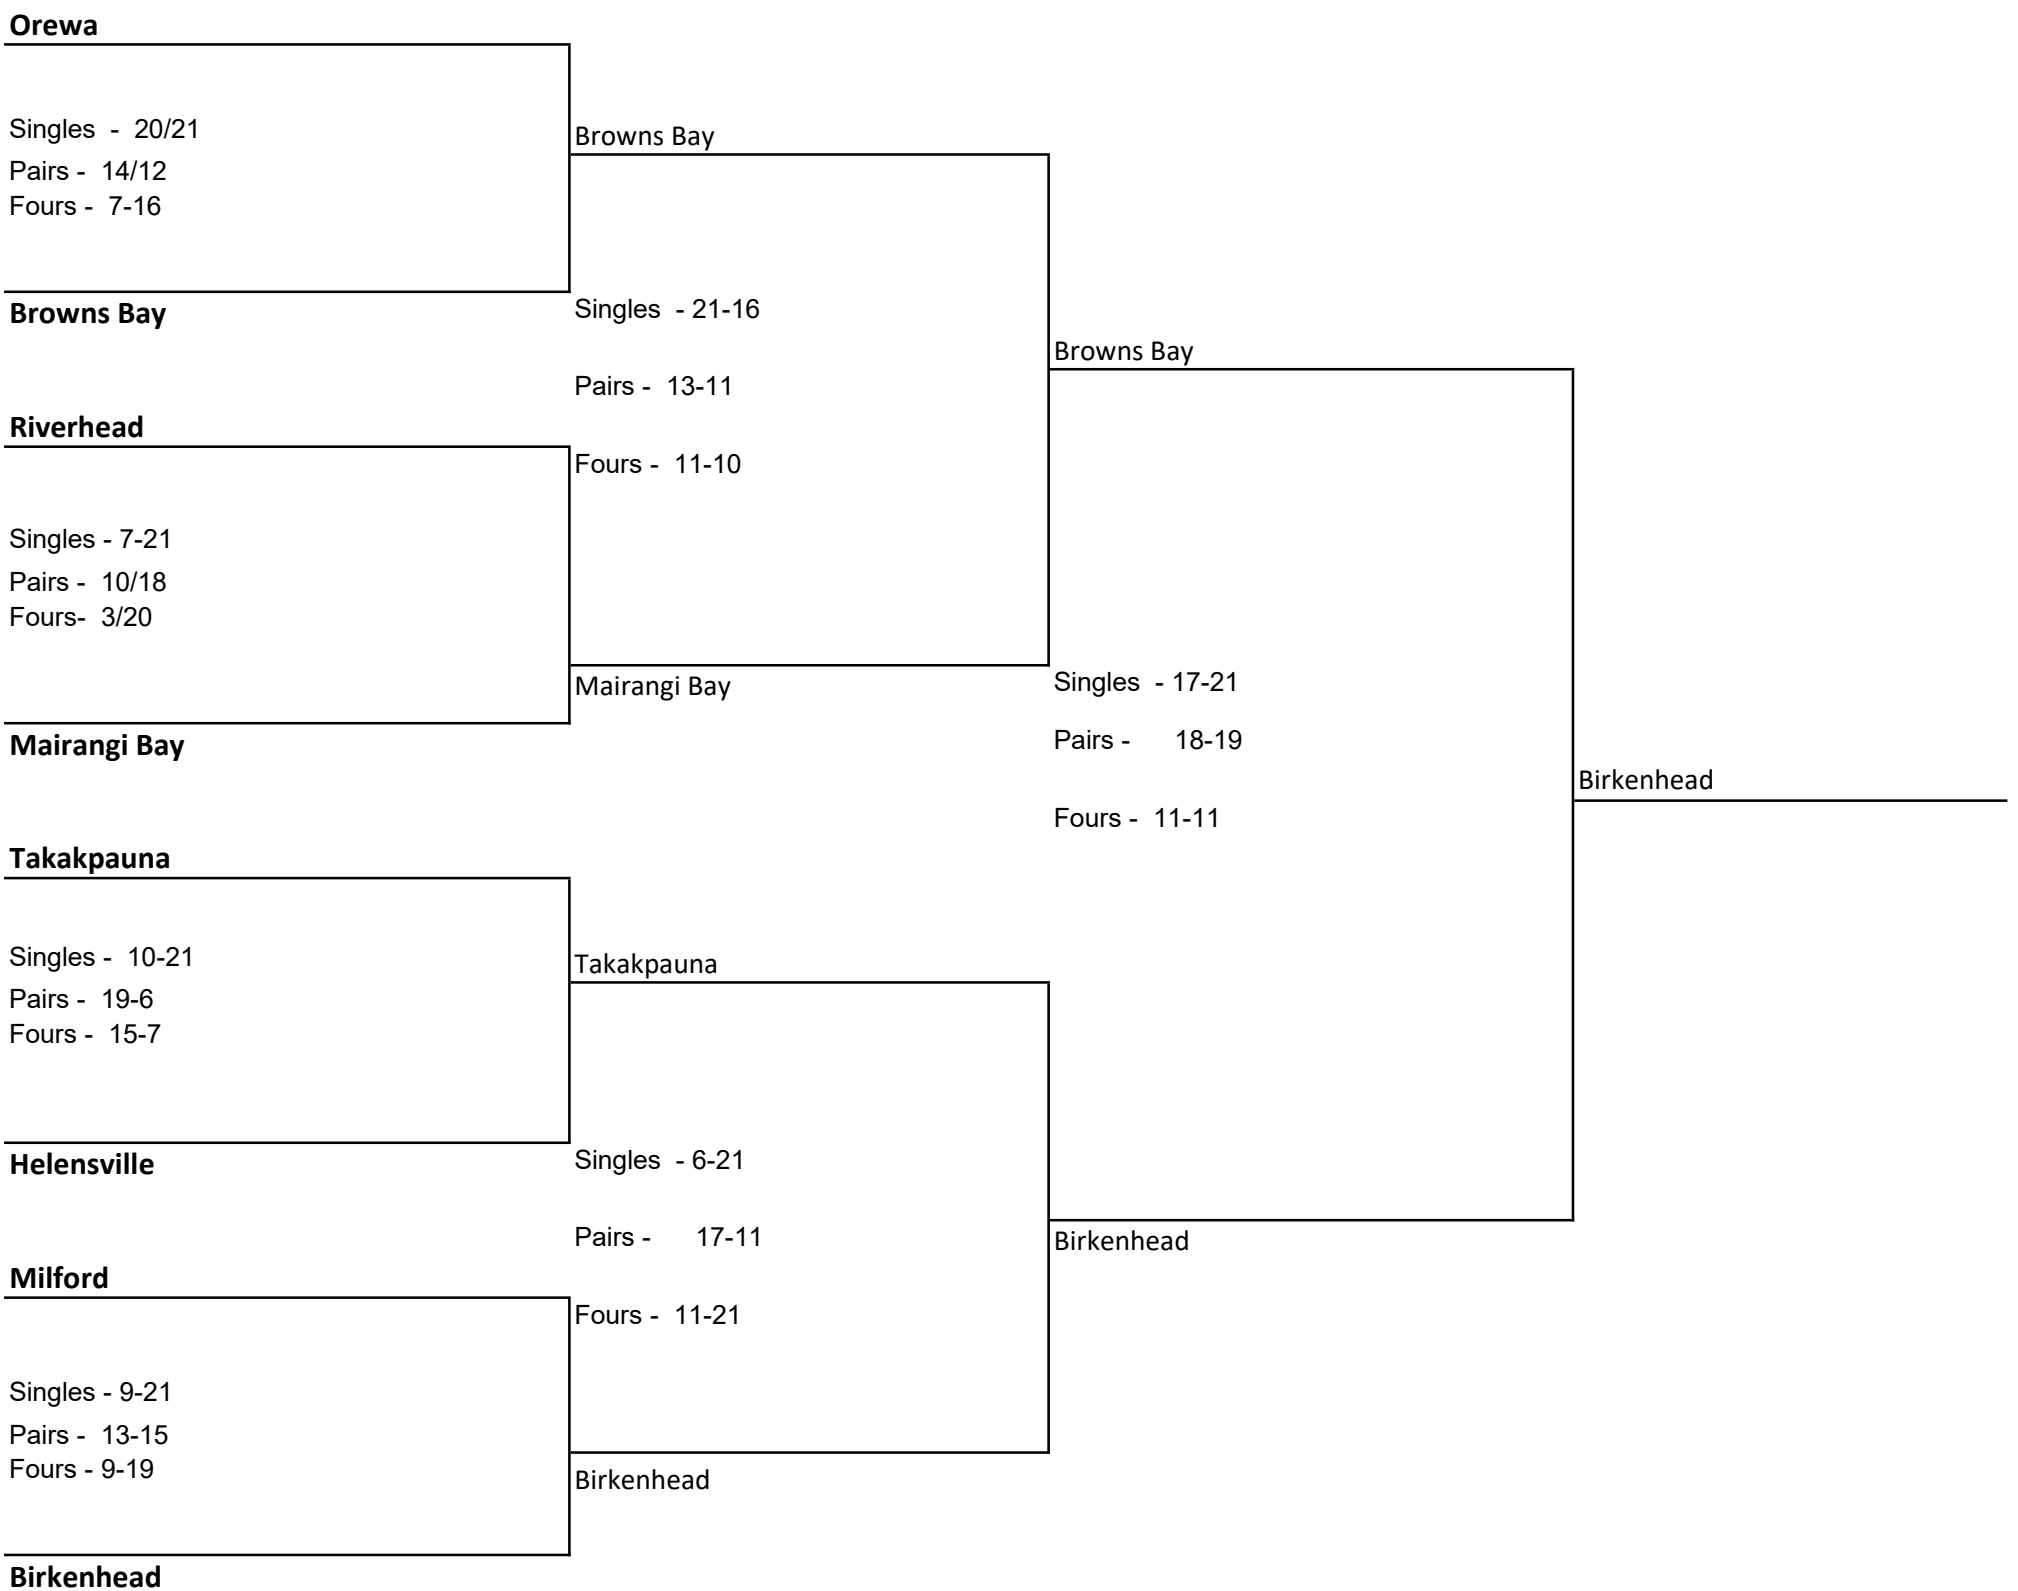 Orewa
Singles - 20/21
Pairs - 14/12
Fours - 7-16
Browns Bay
Riverhead
Singles - 7-21
Pairs - 10/18
Fours- 3/20
Mairangi Bay
Takakpauna
Singles - 10-21
Pairs - 19-6
Fours - 15-7
Helensville
Milford
Singles - 9-21
Pairs - 13-15
Fours - 9-19
Birkenhead
Browns Bay
Singles - 21-16
Pairs - 13-11
Fours - 11-10
Mairangi Bay
Takakpauna
Singles - 6-21
Pairs - 17-11
Fours - 11-21
Birkenhead
Browns Bay
Singles - 17-21
Pairs - 18-19
Fours - 11-11
Birkenhead
Birkenhead